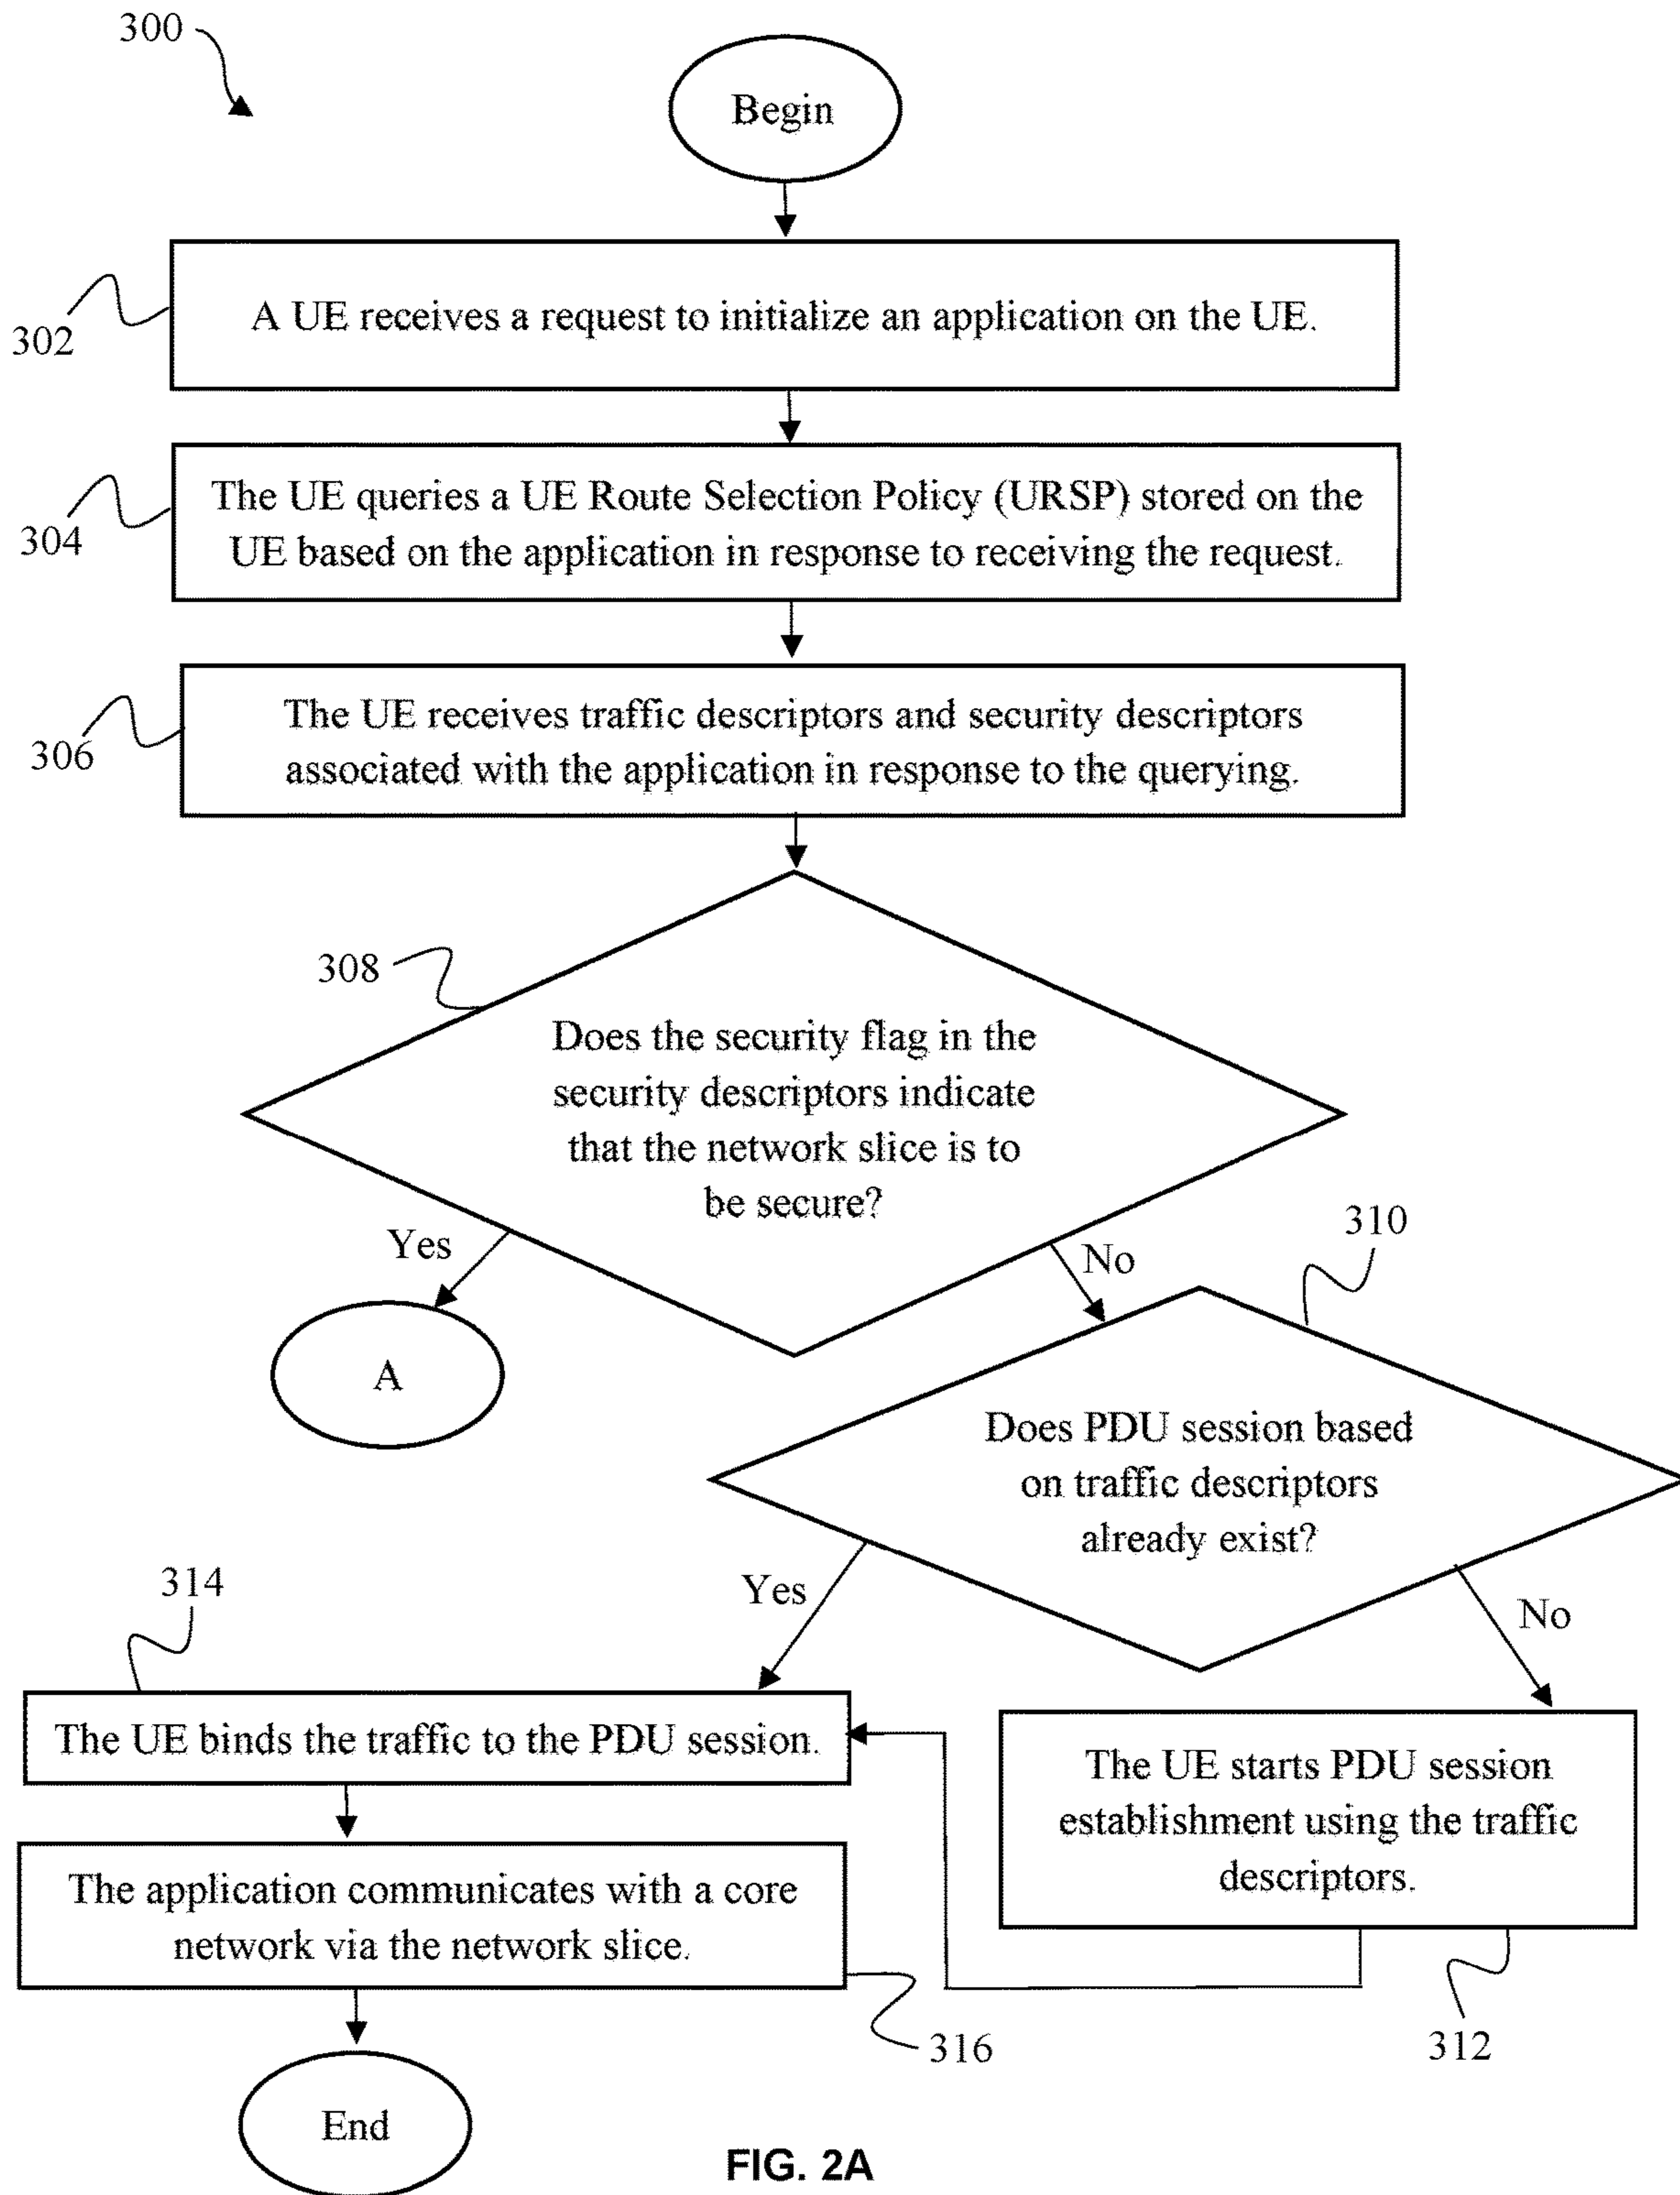 300
Begin
302
A UE receives a request to initialize an application on the UE.
304
The UE queries a UE Route Selection Policy (URSP) stored on the
UE based on the application in response to receiving the request.
306
The UE receives traffic descriptors and security descriptors
associated with the application in response to the querying.
308
Does the security flag in the
security descriptors indicate
that the network slice is to
be secure?
Yes
No
310
A
Does PDU session based
on traffic descriptors
already exist?
314
Yes
No
The UE binds the traffic to the PDU session.
The UE starts PDU session
establishment using the traffic
descriptors.
The application communicates with a core
network via the network slice.
316
312
End
FIG. 2A